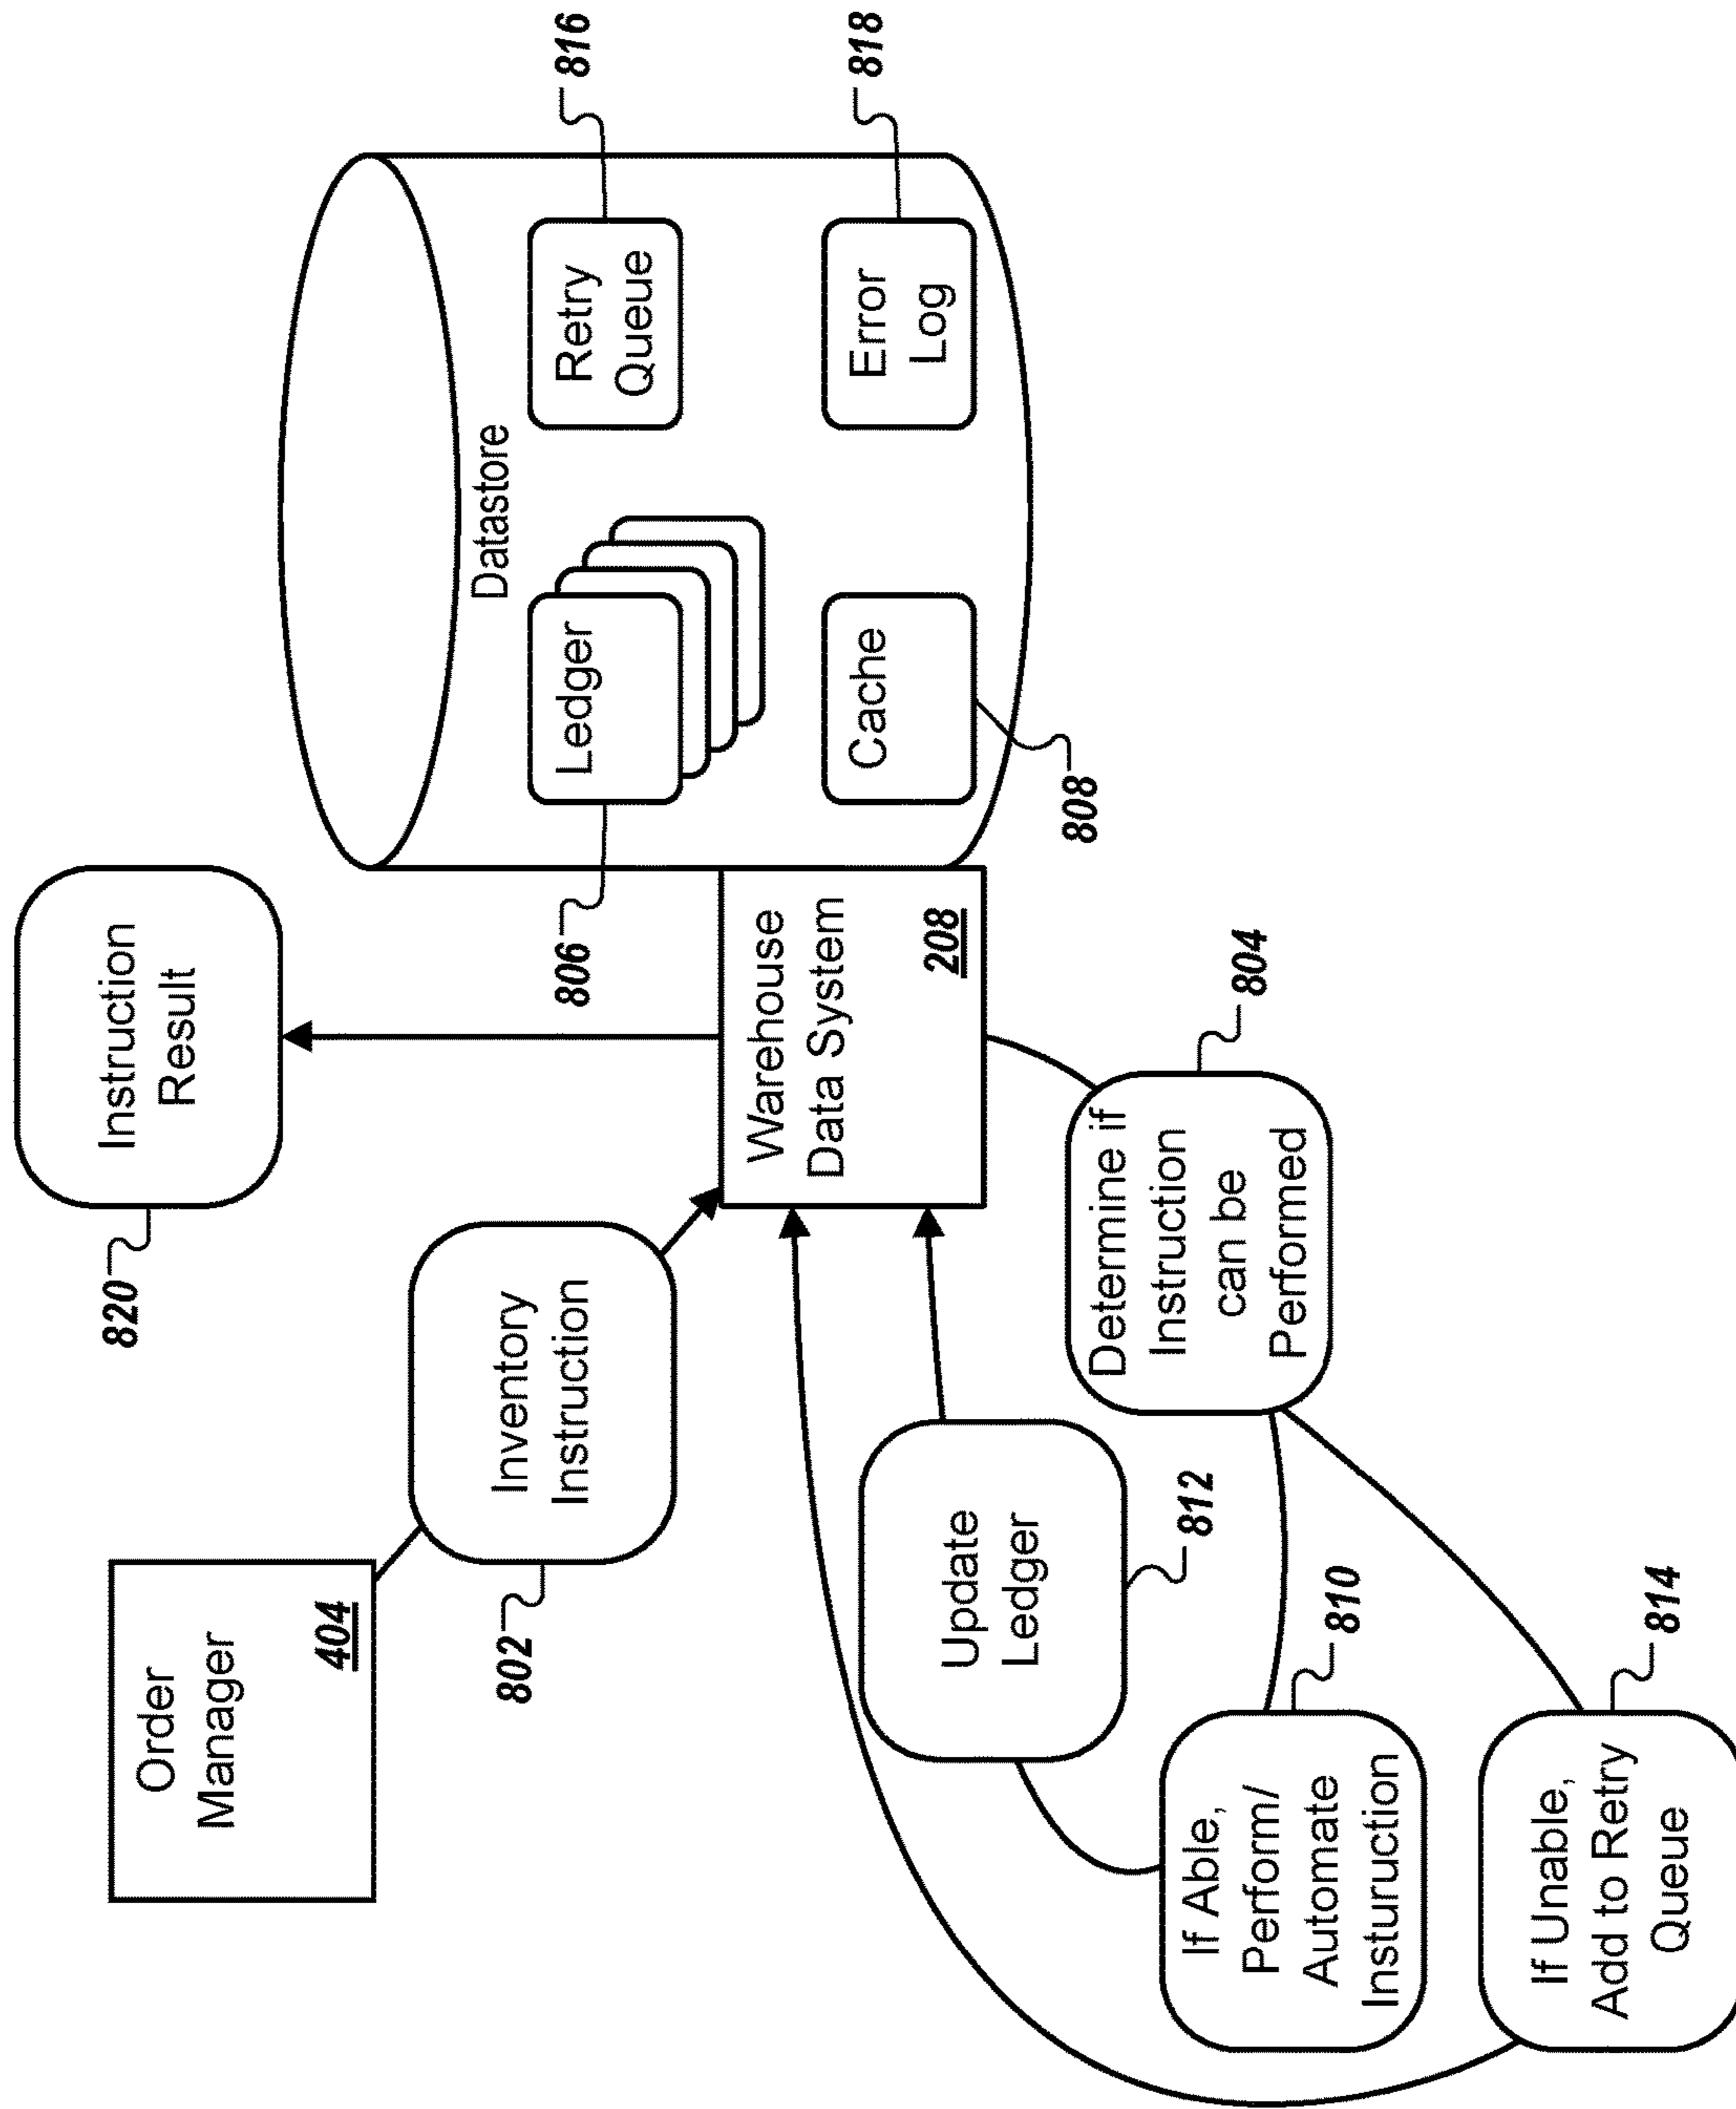 Order
Manager
404
Inventory
Instruction
802
Instruction
Result
820
Warehouse
Data System
208
Datastore
Ledger
806
Retry
Queue
816
Cache
808
Error
Log
818
Determine if
Instruction
can be
Performed
804
Update
Ledger
812
If Able,
Perform/
Automate
Insturuction
810
If Unable,
Add to Retry
Queue
814